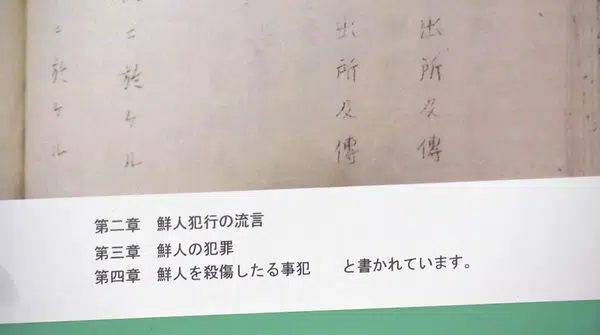 出所及傳
出所及傳
ニ於ケル
ニ於ケル
第二章　鮮人犯行の流言
第三章　鮮人の犯罪
第四章　鮮人を殺傷したる事犯　　と書かれています。